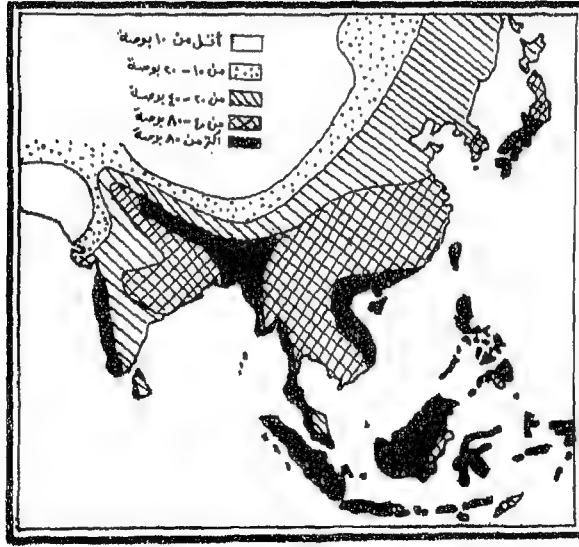 أقل من ١٠ بوصة
من ١٠ – ٢٠ بوصة
من ٢٠ – ٤٠ بوصة
من ٤٠ – ٨٠ بوصة
أكثر من ٨٠ بوصة